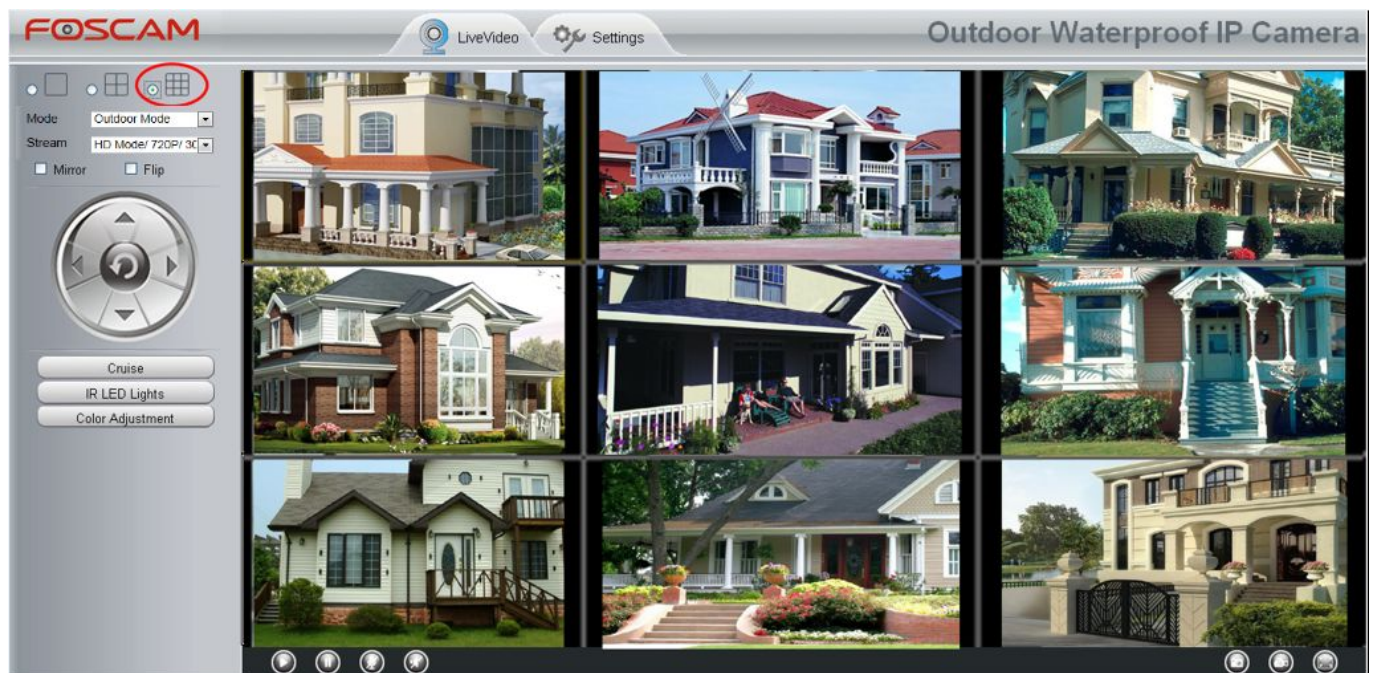 FOSCAM
LiveVideo
Settings
Outdoor Waterproof IP Camera
Mode
Outdoor Mode
Stream
HD Mode/ 720P/ 30
Mirror
Flip
Cruise
IR LED Lights
Color Adjustment